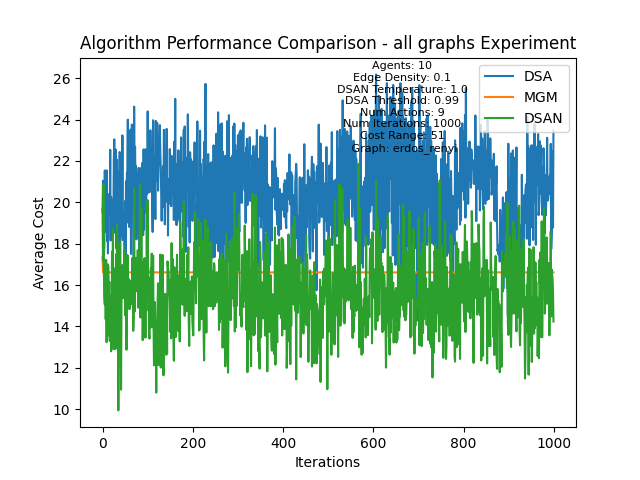 Algorithm Performance Comparison - all graphs Experiment
Agents: 10
Edge Density: 0.1
DSAN Temperature: 1.0
DSA Threshold: 0.99
Num Actions: 9
Num Iterations: 1000
Cost Range: 51
Graph: erdos_renyi
DSA
MGM
DSAN
Average Cost
26
24
22
20
18
16
14
12
10
0 200 400 600 800 1000
Iterations